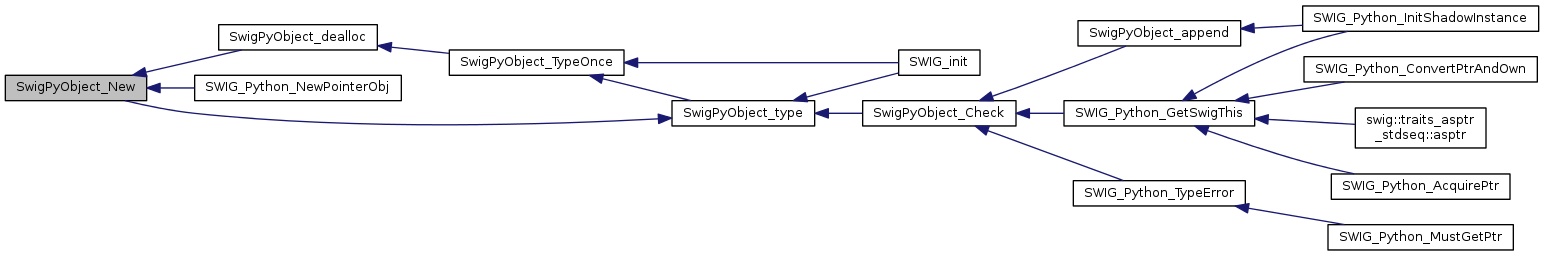 SwigPyObject_New
SwigPyObject_dealloc
SWIG_Python_NewPointerObj
SwigPyObject_TypeOnce
SWIG_init
SwigPyObject_type
SwigPyObject_Check
SwigPyObject_append
SWIG_Python_GetSwigThis
SWIG_Python_TypeError
SWIG_Python_InitShadowInstance
SWIG_Python_ConvertPtrAndOwn
swig::traits_asptr
_stdseq::asptr
SWIG_Python_AcquirePtr
SWIG_Python_MustGetPtr